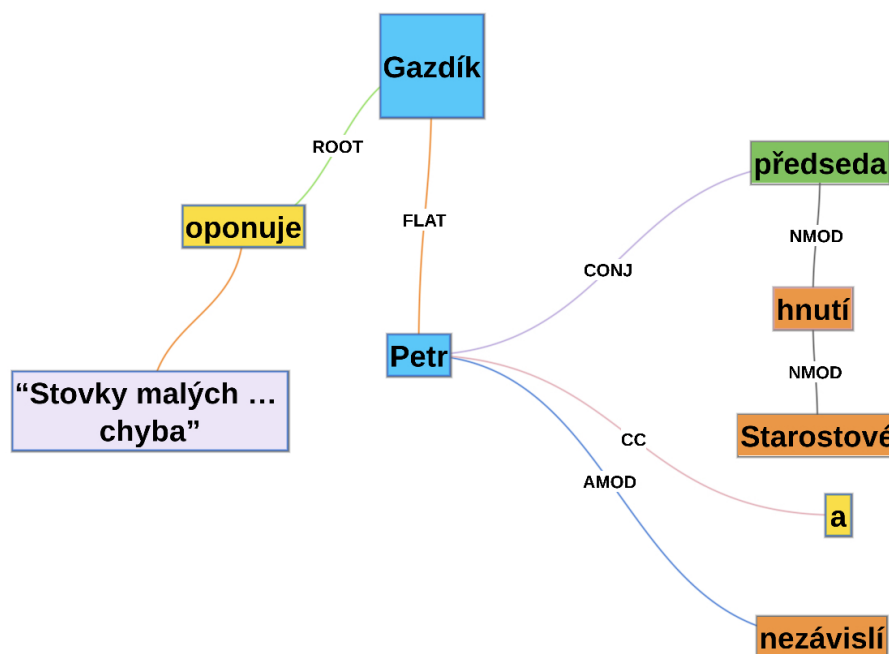 Gazdík
ROOT
předseda
oponuje
FLAT
NMOD
CONJ
hnutí
Petr
“Stovky malých …
chyba”
NMOD
Starostové
CC
AMOD
a
nezávislí